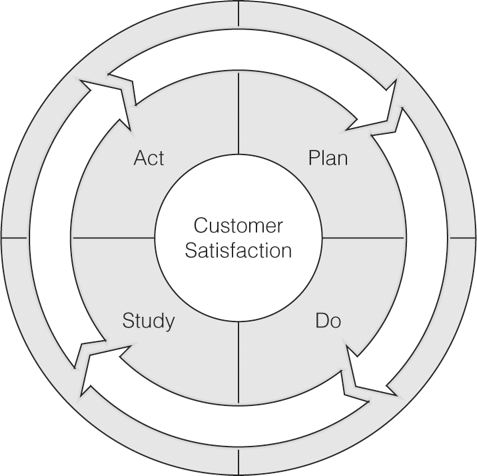 Act
Plan
Customer
Satisfaction
Study
Do